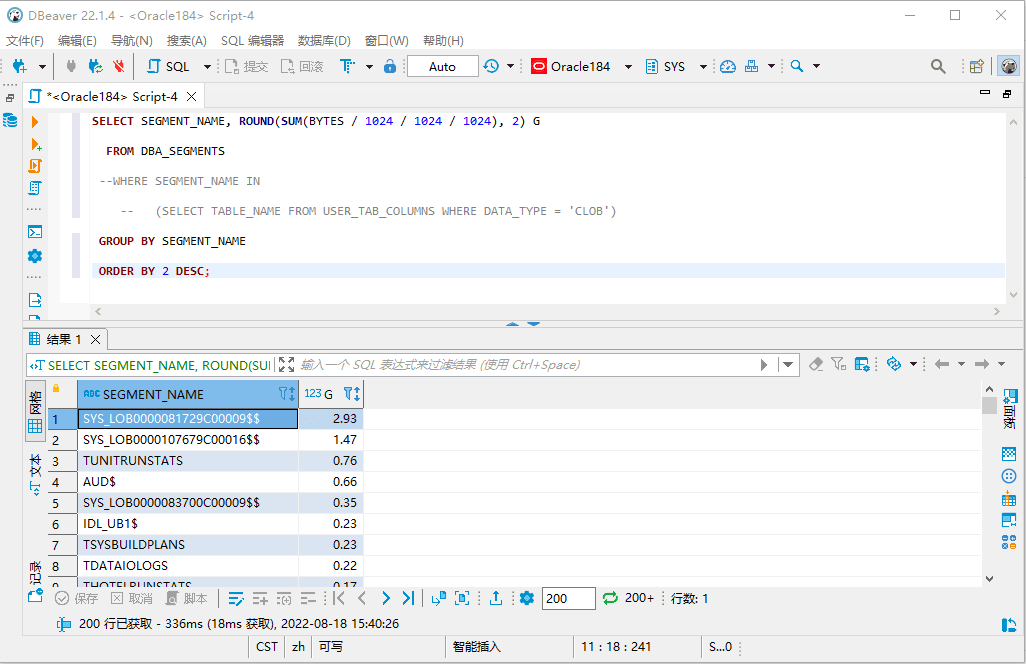 DBeaver 22.1.4 - <Oracle184> Script-4
文件(F) 编辑(E) 导航(N) 搜索(A) SQL 编辑器 数据库(D) 窗口(W) 帮助(H)
SQL 提交 回滚 Auto Oracle184 SYS
*<Oracle184> Script-4
SELECT SEGMENT_NAME, ROUND(SUM(BYTES / 1024 / 1024 / 1024), 2) G
FROM DBA_SEGMENTS
--WHERE SEGMENT_NAME IN
-- (SELECT TABLE_NAME FROM USER_TAB_COLUMNS WHERE DATA_TYPE = 'CLOB')
GROUP BY SEGMENT_NAME
ORDER BY 2 DESC;
结果 1
SELECT SEGMENT_NAME, ROUND(SUI 输入一个 SQL 表达式来过滤结果 (使用 Ctrl+Space)
网格
文本
记录
面板
ABC SEGMENT_NAME 123 G
1 SYS_LOB0000081729C00009$$ 2.93
2 SYS_LOB0000107679C00016$$ 1.47
3 TUNITRUNSTATS 0.76
4 AUD$ 0.66
5 SYS_LOB0000083700C00009$$ 0.35
6 IDL_UB1$ 0.23
7 TSYSBUILDPLANS 0.23
8 TDATAIOLOGS 0.22
9 THOTELRUNSTATS 0.17
保存 取消 脚本 200 200+ 行数: 1
200 行已获取 - 336ms (18ms 获取), 2022-08-18 15:40:26
CST zh 可写 智能插入 11 : 18 : 241 S...0